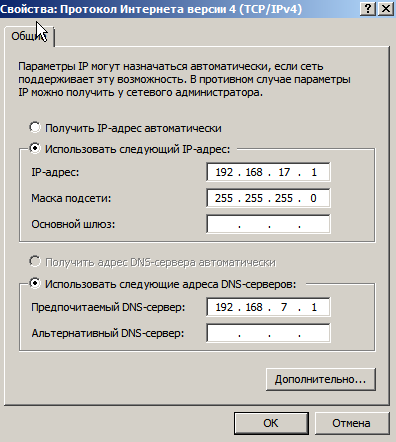 Свойства: Протокол Интернета версии 4 (TCP/IPv4)
Общие
Параметры IP могут назначаться автоматически, если сеть
поддерживает эту возможность. В противном случае параметры
IP можно получить у сетевого администратора.
Получить IP-адрес автоматически
Использовать следующий IP-адрес:
IP-адрес: 192 . 168 . 17 . 1
Маска подсети: 255 . 255 . 255 . 0
Основной шлюз: . . .
Получить адрес DNS-сервера автоматически
Использовать следующие адреса DNS-серверов:
Предпочитаемый DNS-сервер: 192 . 168 . 7 . 1
Альтернативный DNS-сервер: . . .
Дополнительно...
ОК Отмена